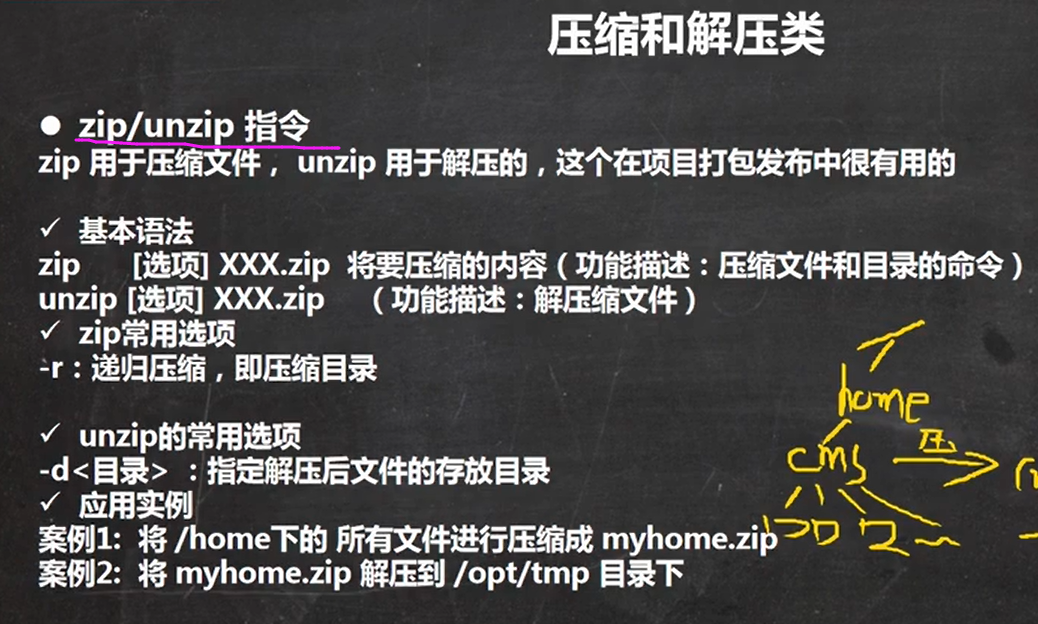 压缩和解压类
● zip/unzip 指令
zip 用于压缩文件， unzip 用于解压的，这个在项目打包发布中很有用的
✓ 基本语法
zip [选项] XXX.zip 将要压缩的内容（功能描述：压缩文件和目录的命令）
unzip [选项] XXX.zip （功能描述：解压缩文件）
✓ zip常用选项
-r：递归压缩，即压缩目录
home
✓ unzip的常用选项
压
cms
-d<目录> ：指定解压后文件的存放目录
✓ 应用实例
案例1: 将 /home下的 所有文件进行压缩成 myhome.zip
案例2: 将 myhome.zip 解压到 /opt/tmp 目录下